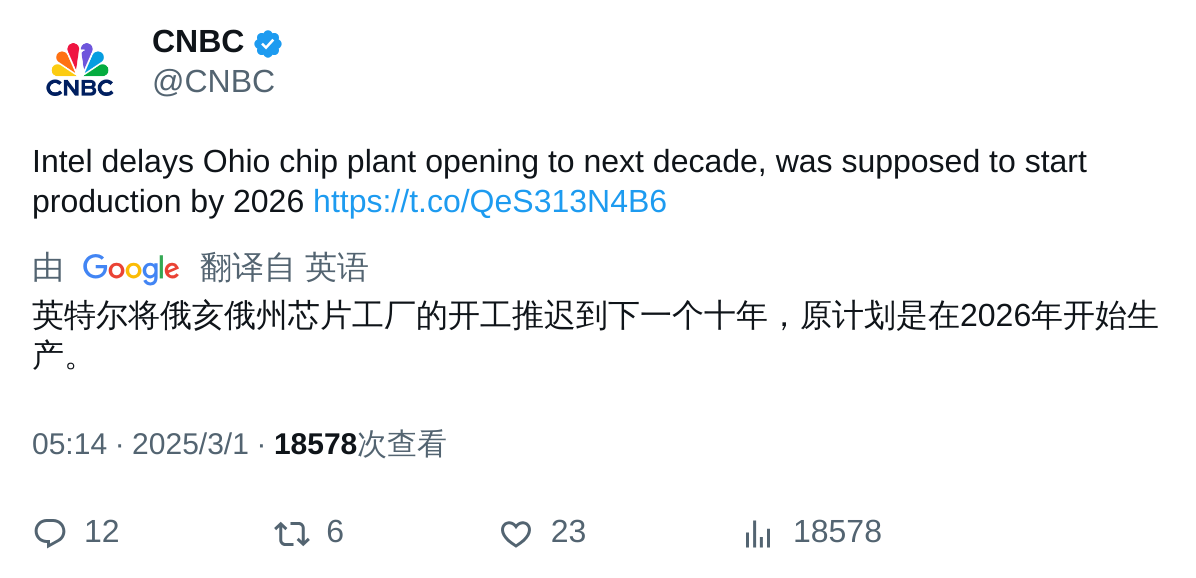 CNBC
CNBC
@CNBC
Intel delays Ohio chip plant opening to next decade, was supposed to start
production by 2026 https://t.co/QeS313N4B6
由 Google 翻译自 英语
英特尔将俄亥俄州芯片工厂的开工推迟到下一个十年，原计划是在2026年开始生
产。
05:14 · 2025/3/1 · 18578次查看
12 6 23 18578